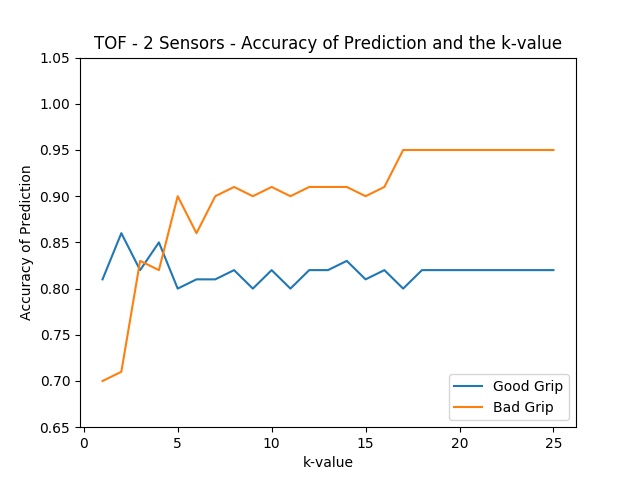 TOF - 2 Sensors - Accuracy of Prediction and the k-value
1.05
1.00
0.95
0.90
0.85
0.80
0.75
0.70
0.65
Accuracy of Prediction
0 5 10 15 20 25
k-value
Good Grip
Bad Grip